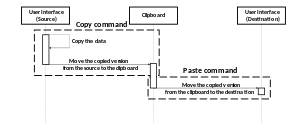 User Interface
(Source)
Clipboard
User Interface
(Destination)
Copy command
Copy the data
Move the copied version
from the source to the clipboard
Paste command
Move the copied version
from the clipboard to the destination